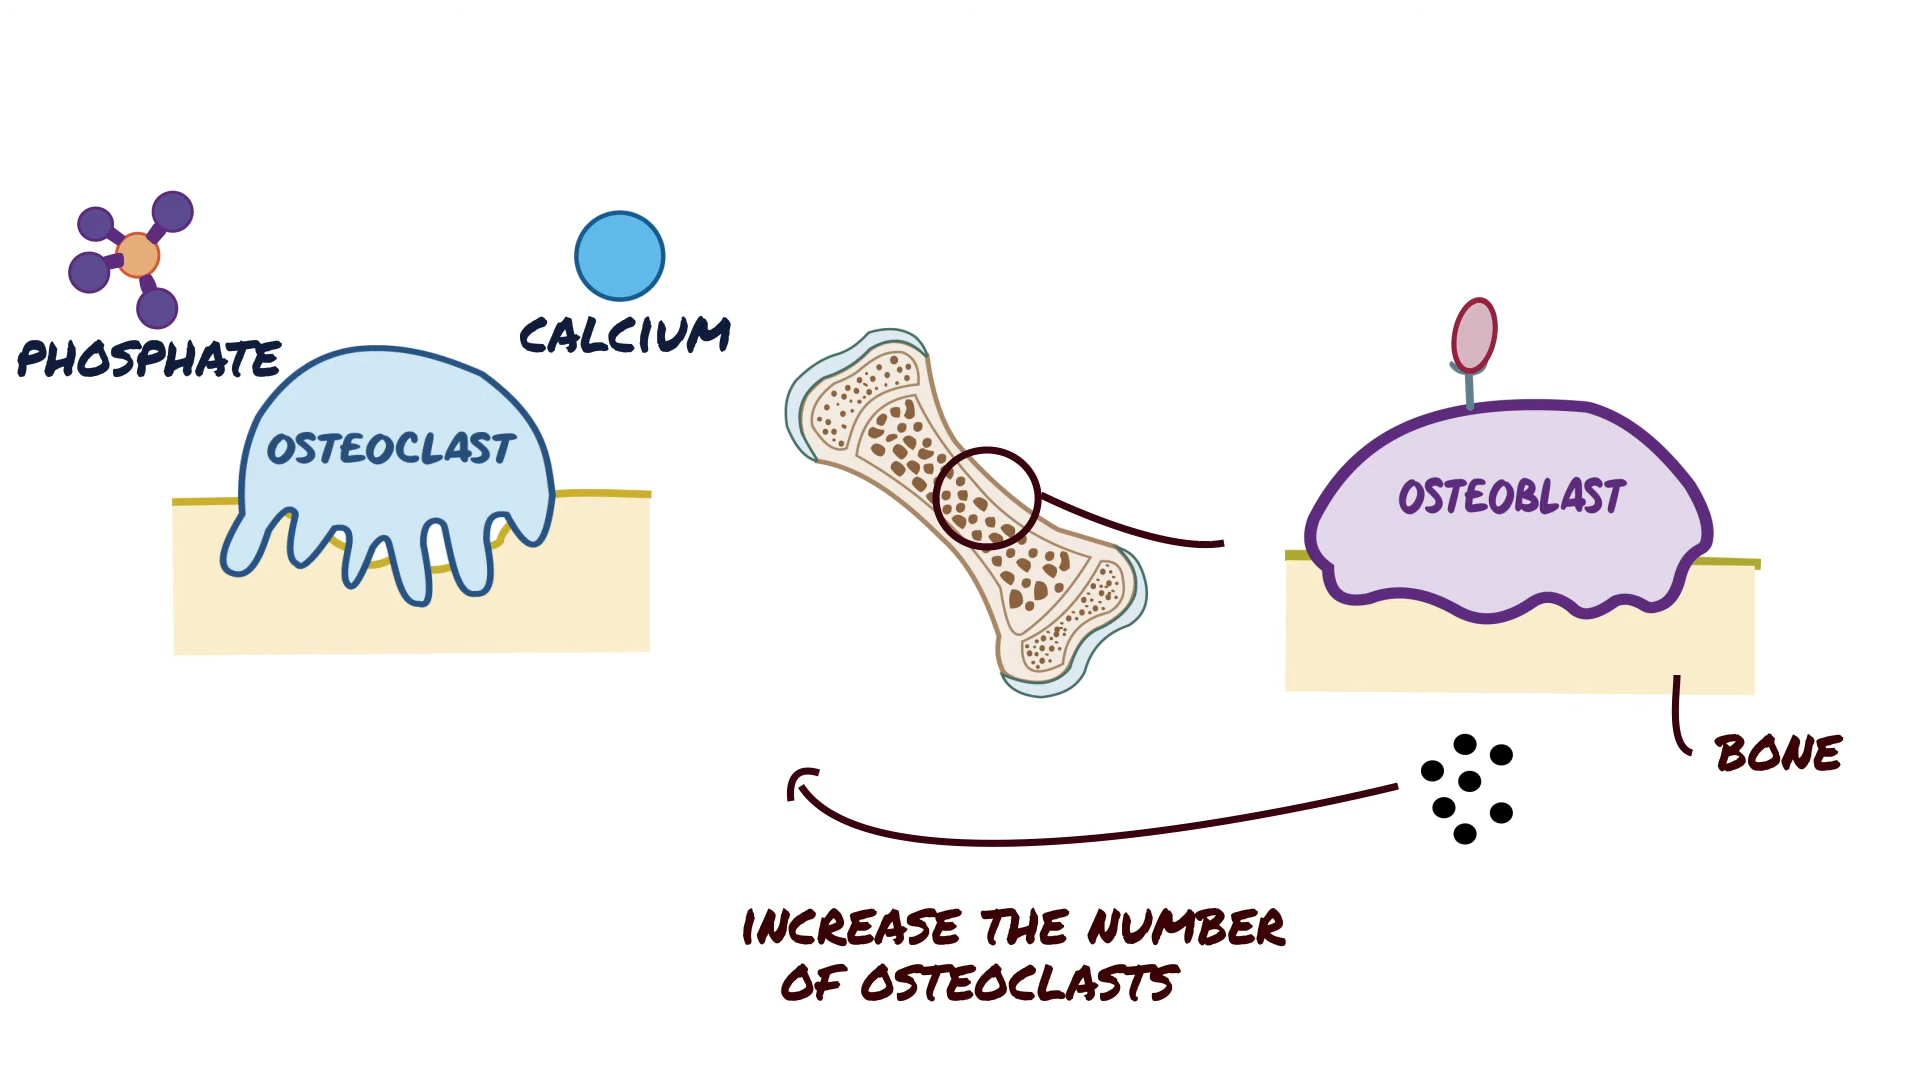 PHOSPHATE
CALCIUM
OSTEOCLAST
OSTEOBLAST
BONE
INCREASE THE NUMBER
OF OSTEOCLASTS